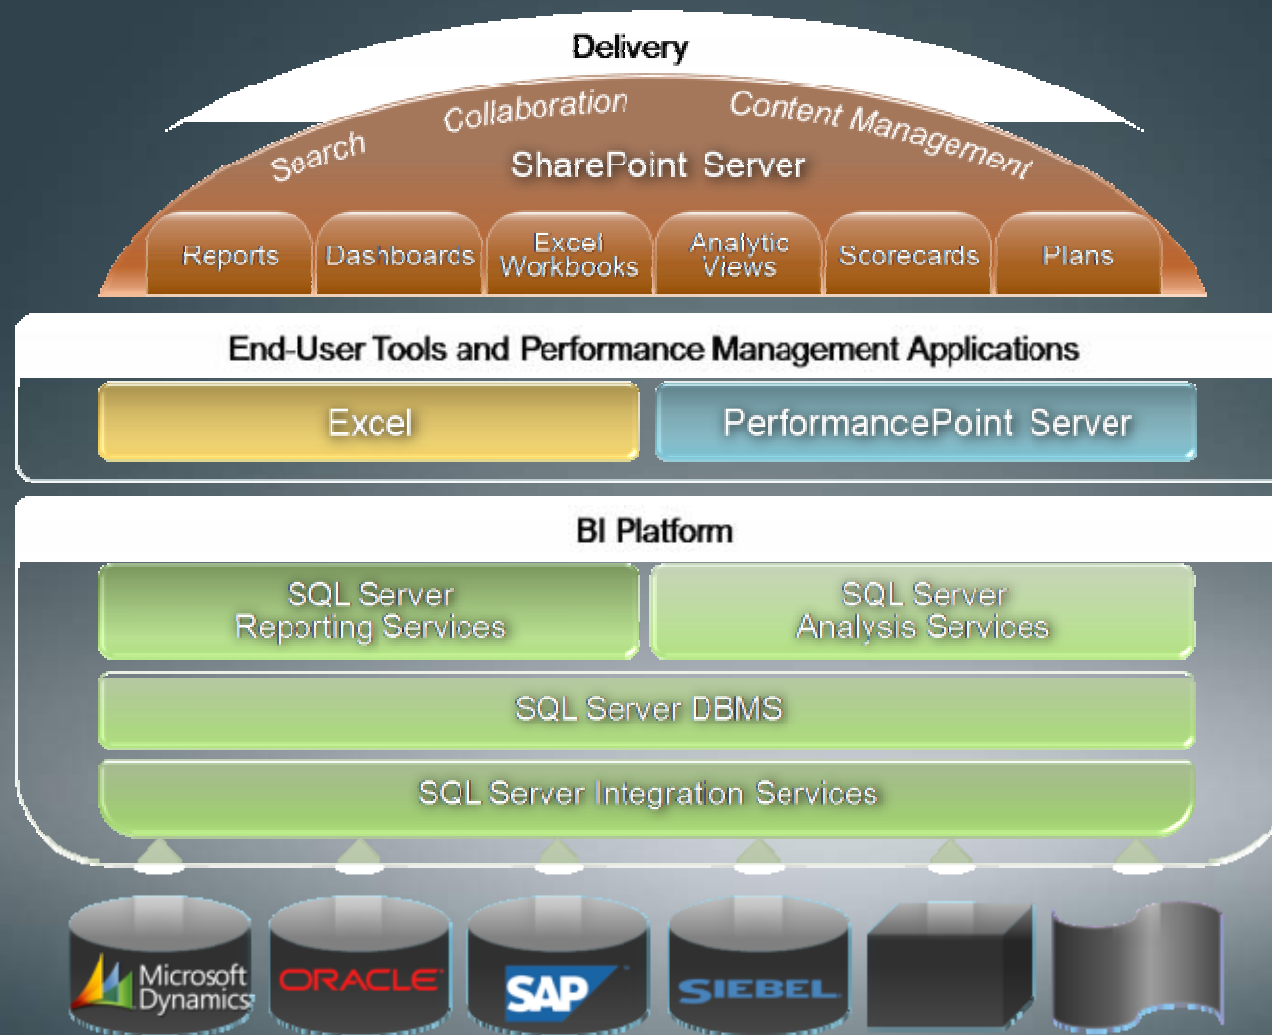 Delivery
Search
Collaboration
Content Management
SharePoint Server
Reports
Dashboards
Excel
Workbooks
Analytic
Views
Scorecards
Plans
End-User Tools and Performance Management Applications
Excel
PerformancePoint Server
BI Platform
SQL Server
Reporting Services
SQL Server
Analysis Services
SQL Server DBMS
SQL Server Integration Services
Microsoft
Dynamics
ORACLE
SAP
SIEBEL